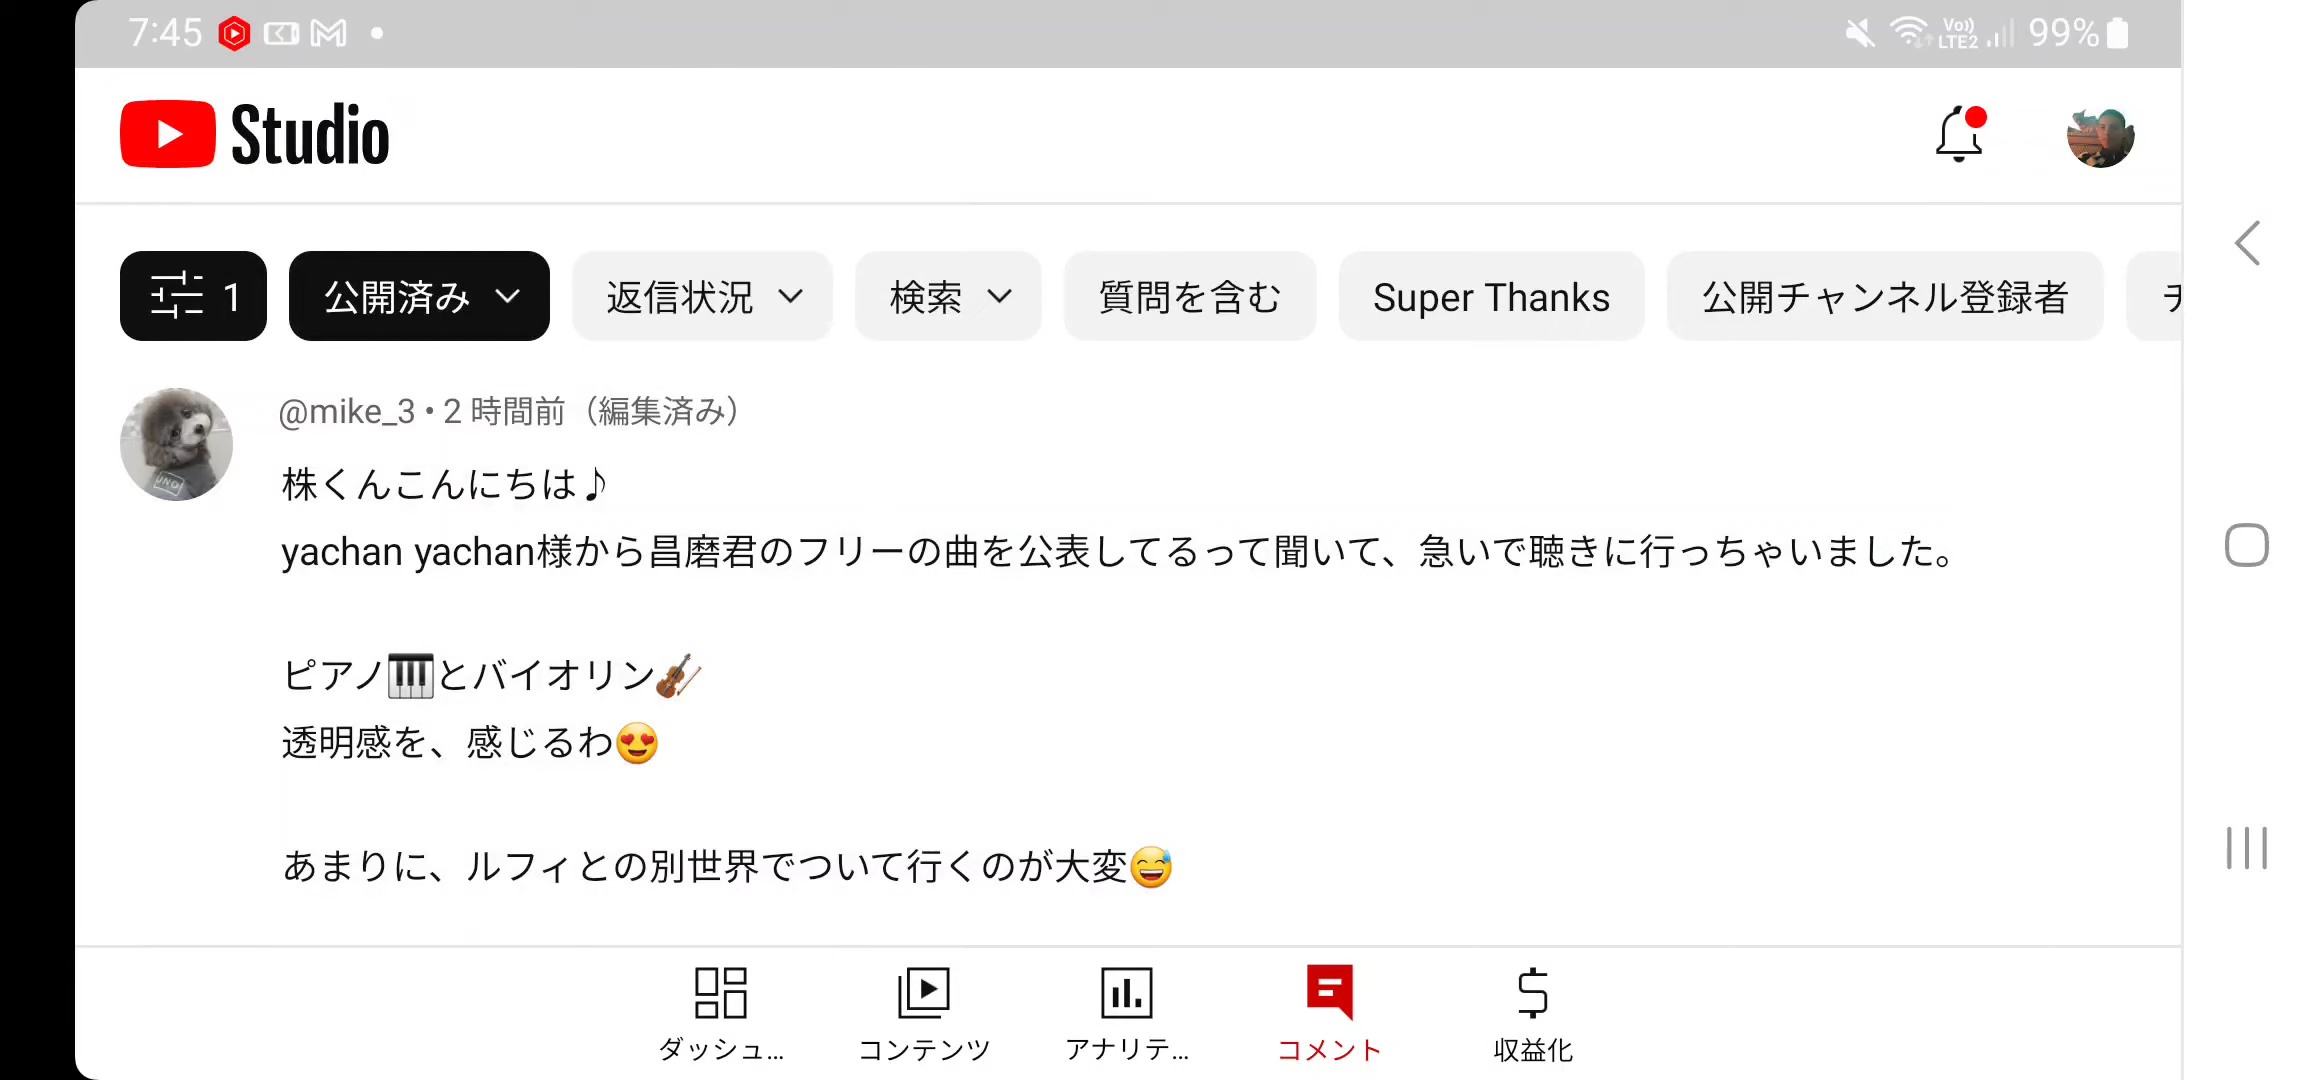 7:45
Vo))
LTE2
99%
Studio
1
公開済み
返信状況
検索
質問を含む
Super Thanks
公開チャンネル登録者
@mike_3 • 2 時間前（編集済み）
株くんこんにちは♪
yachan yachan様から昌磨君のフリーの曲を公表してるって聞いて、急いで聴きに行っちゃいました。
ピアノ🎹とバイオリン🎻
透明感を、感じるわ😍
あまりに、ルフィとの別世界でついて行くのが大変😅
ダッシュ...
コンテンツ
アナリテ...
コメント
収益化